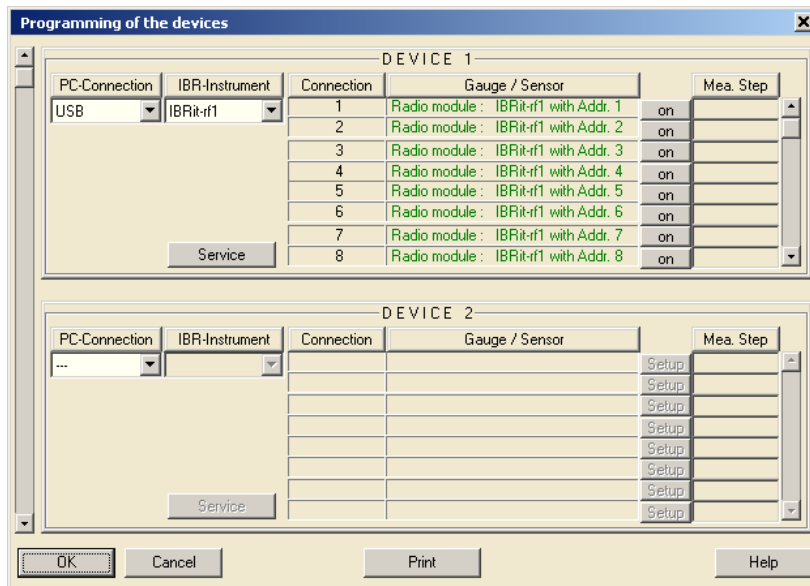 Programming of the devices
DEVICE 1
PC-Connection IBR-Instrument Connection Gauge / Sensor Mea. Step
USB IBRit-rf1 1 Radio module : IBRit-rf1 with Addr. 1 on
2 Radio module : IBRit-rf1 with Addr. 2 on
3 Radio module : IBRit-rf1 with Addr. 3 on
4 Radio module : IBRit-rf1 with Addr. 4 on
5 Radio module : IBRit-rf1 with Addr. 5 on
6 Radio module : IBRit-rf1 with Addr. 6 on
7 Radio module : IBRit-rf1 with Addr. 7 on
Service 8 Radio module : IBRit-rf1 with Addr. 8 on
DEVICE 2
PC-Connection IBR-Instrument Connection Gauge / Sensor Mea. Step
--- Setup
Setup
Setup
Setup
Setup
Setup
Setup
Service Setup
OK Cancel Print Help